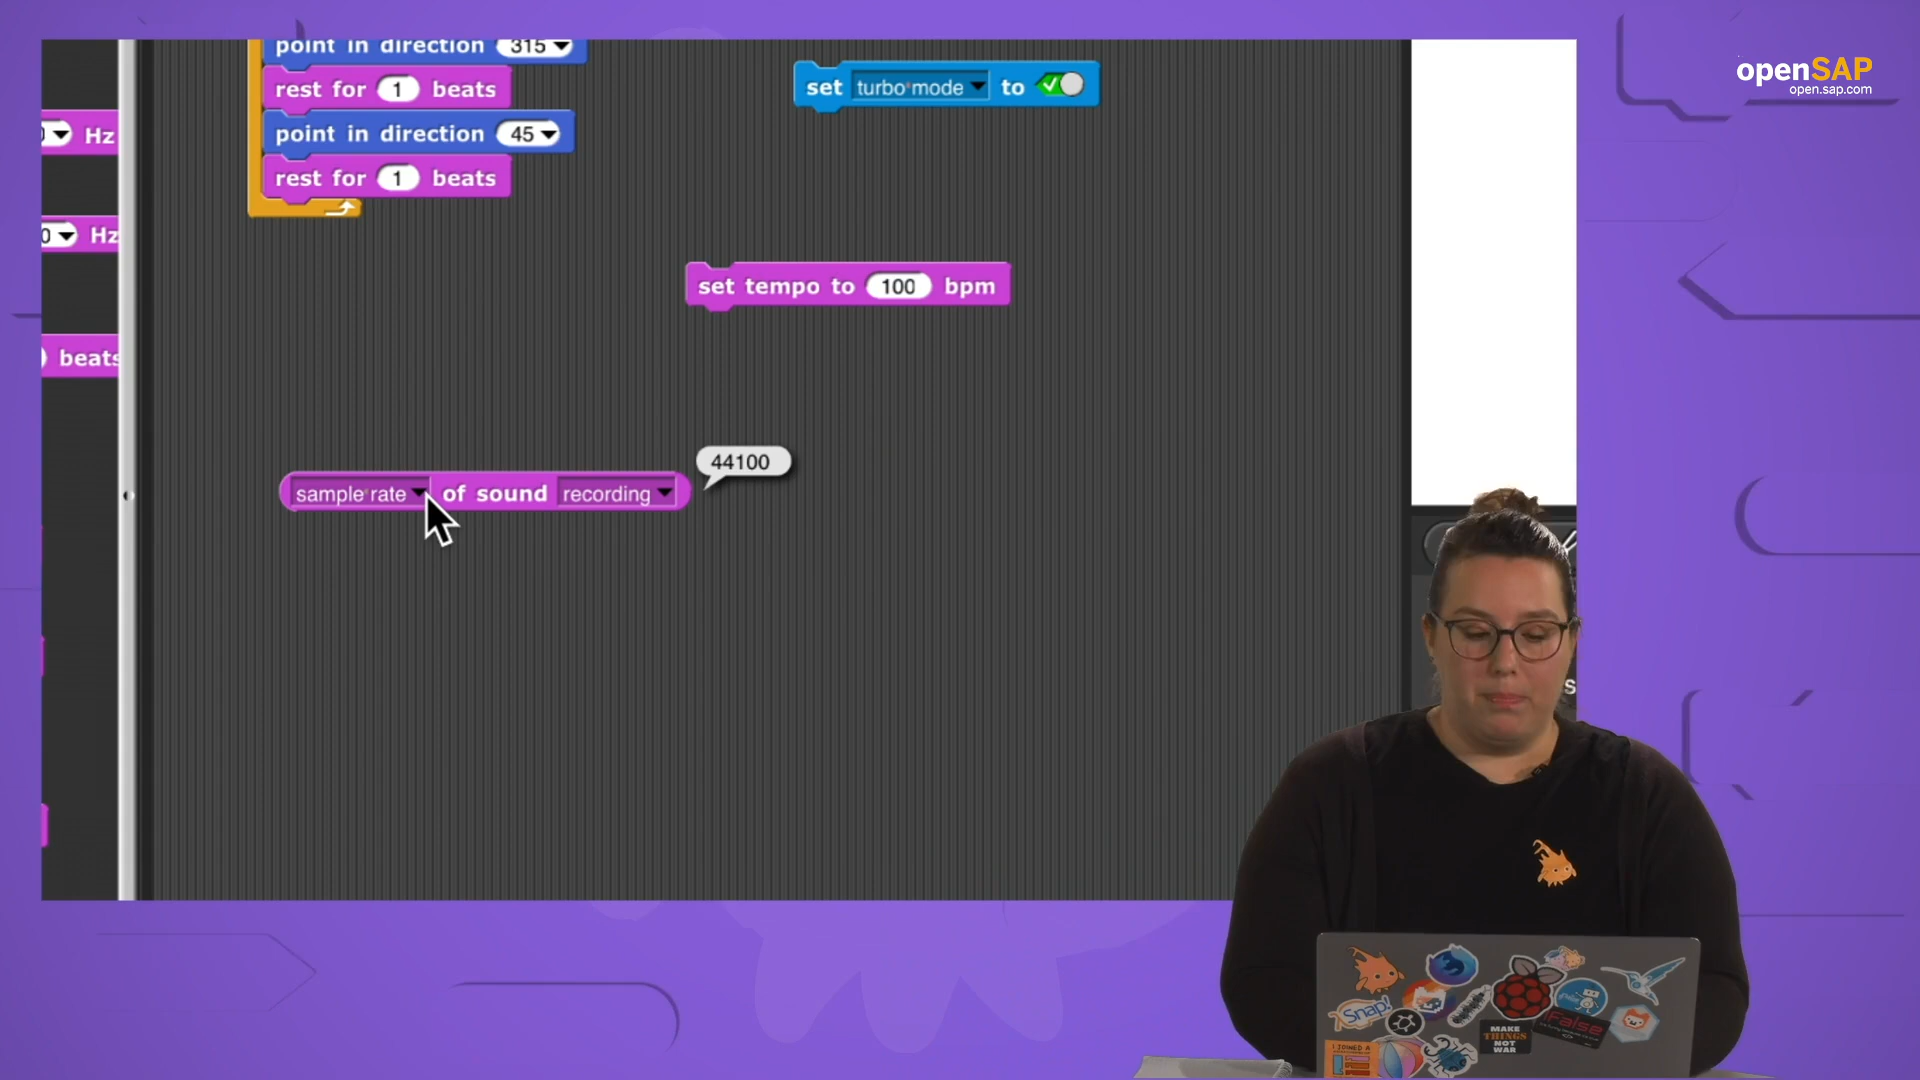 point in direction 315
rest for 1 beats
point in direction 45
rest for 1 beats
set turbo mode to
openSAP
open.sap.com
Hz
0 Hz
beats
set tempo to 100 bpm
44100
sample rate of sound recording
s
Snap!
False
MAKE
THINGS
NOT
WAR
I JOINED A